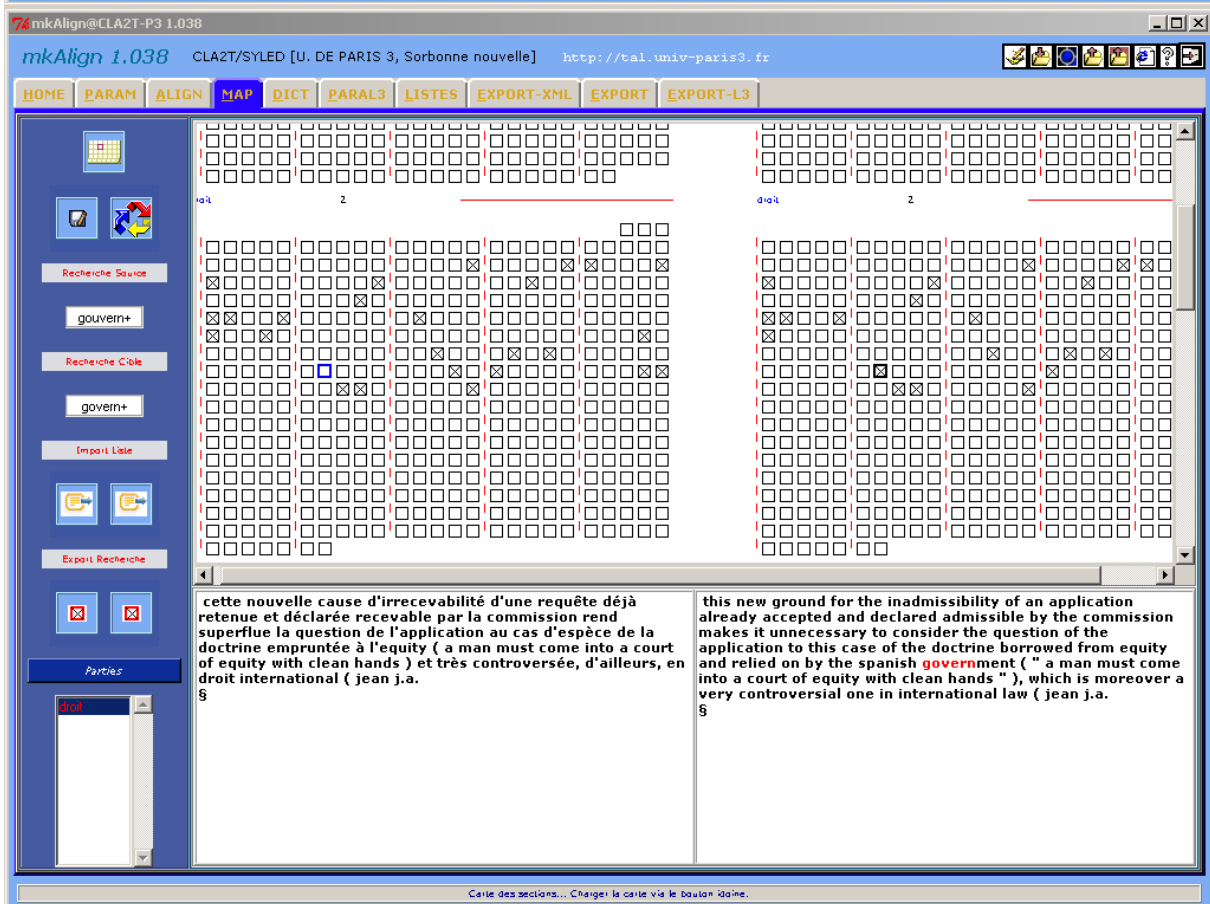 mkAlign@CLA2T-P3 1.038
mkAlign 1.038 CLA2T/SYLED [U. DE PARIS 3, Sorbonne nouvelle] http://tal.univ-paris3.fr
HOME PARAM ALIGN MAP DICT PARAL3 LISTES EXPORT-XML EXPORT EXPORT-L3
droit 2
Recherche Source
gouvern+
Recherche Cible
govern+
Import Liste
Export Recherche
Parties
droit
cette nouvelle cause d'irrecevabilité d'une requête déjà
retenue et déclarée recevable par la commission rend
superflue la question de l'application au cas d'espèce de la
doctrine empruntée à l'equity ( a man must come into a court
of equity with clean hands ) et très controversée, d'ailleurs, en
droit international ( jean j.a.
§
this new ground for the inadmissibility of an application
already accepted and declared admissible by the commission
makes it unnecessary to consider the question of the
application to this case of the doctrine borrowed from equity
and relied on by the spanish government ( " a man must come
into a court of equity with clean hands " ), which is moreover a
very controversial one in international law ( jean j.a.
§
Carte des sections... Charger la carte via le bouton idoine.